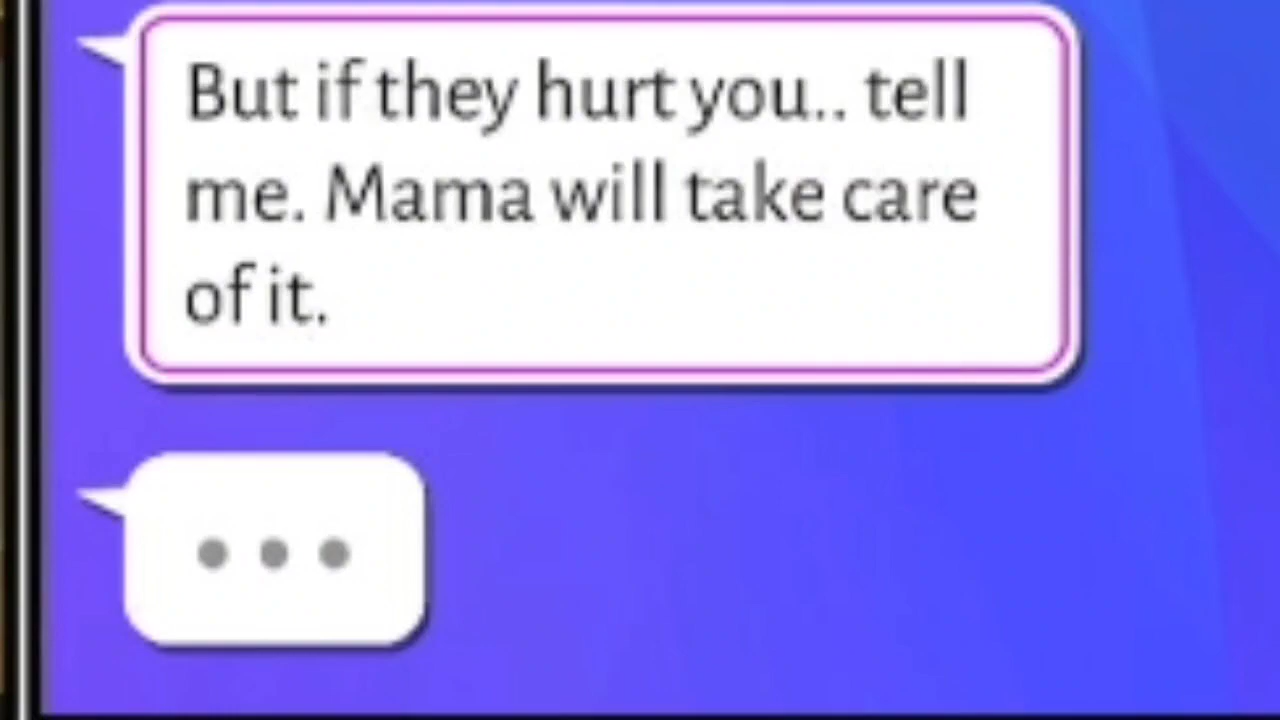 But if they hurt you.. tell
me. Mama will take care
of it.